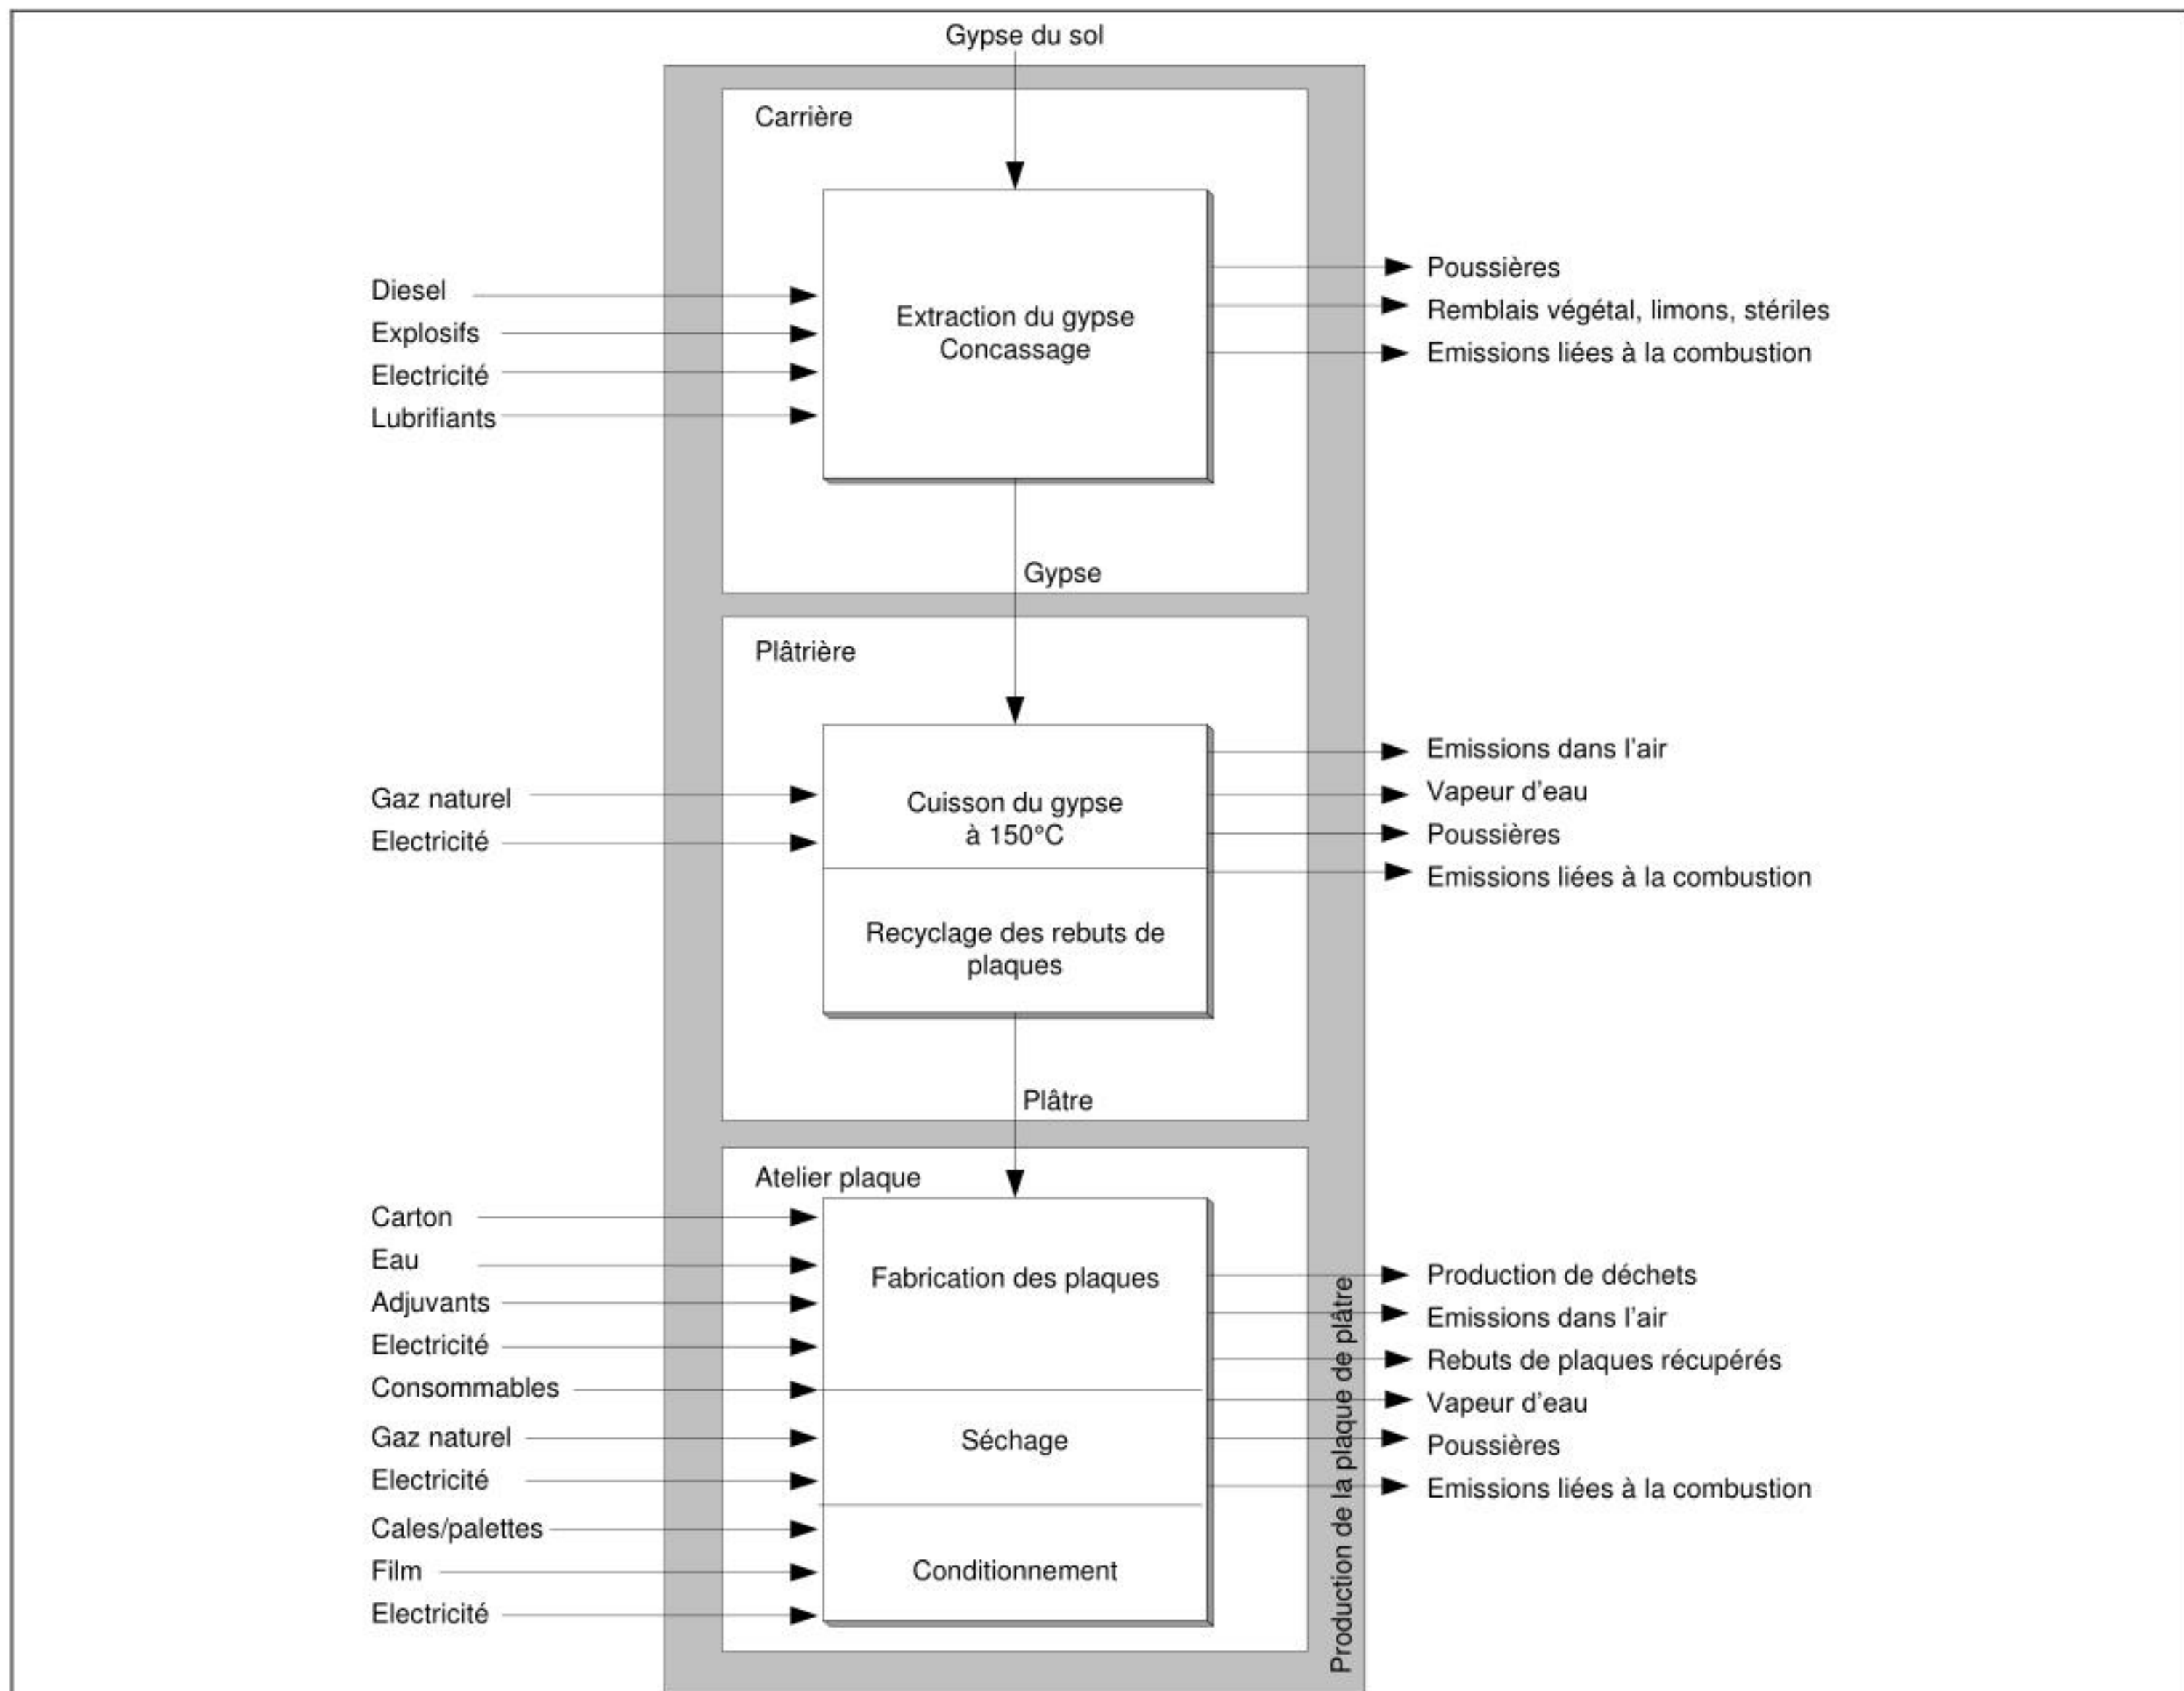 Gypse du sol
Carrière
Diesel
Explosifs
Electricité
Lubrifiants
Extraction du gypse
Concassage
Poussières
Remblais végétal, limons, stériles
Emissions liées à la combustion
Gypse
Plâtrière
Gaz naturel
Electricité
Cuisson du gypse
à 150°C
Recyclage des rebuts de
plaques
Emissions dans l'air
Vapeur d'eau
Poussières
Emissions liées à la combustion
Plâtre
Atelier plaque
Carton
Eau
Adjuvants
Electricité
Consommables
Gaz naturel
Electricité
Cales/palettes
Film
Electricité
Fabrication des plaques
Séchage
Conditionnement
Production de la plaque de plâtre
Production de déchets
Emissions dans l'air
Rebuts de plaques récupérés
Vapeur d'eau
Poussières
Emissions liées à la combustion